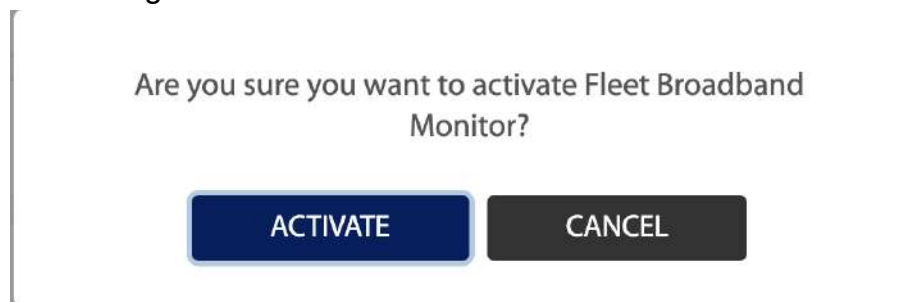 Are you sure you want to activate Fleet Broadband
Monitor?
ACTIVATE CANCEL